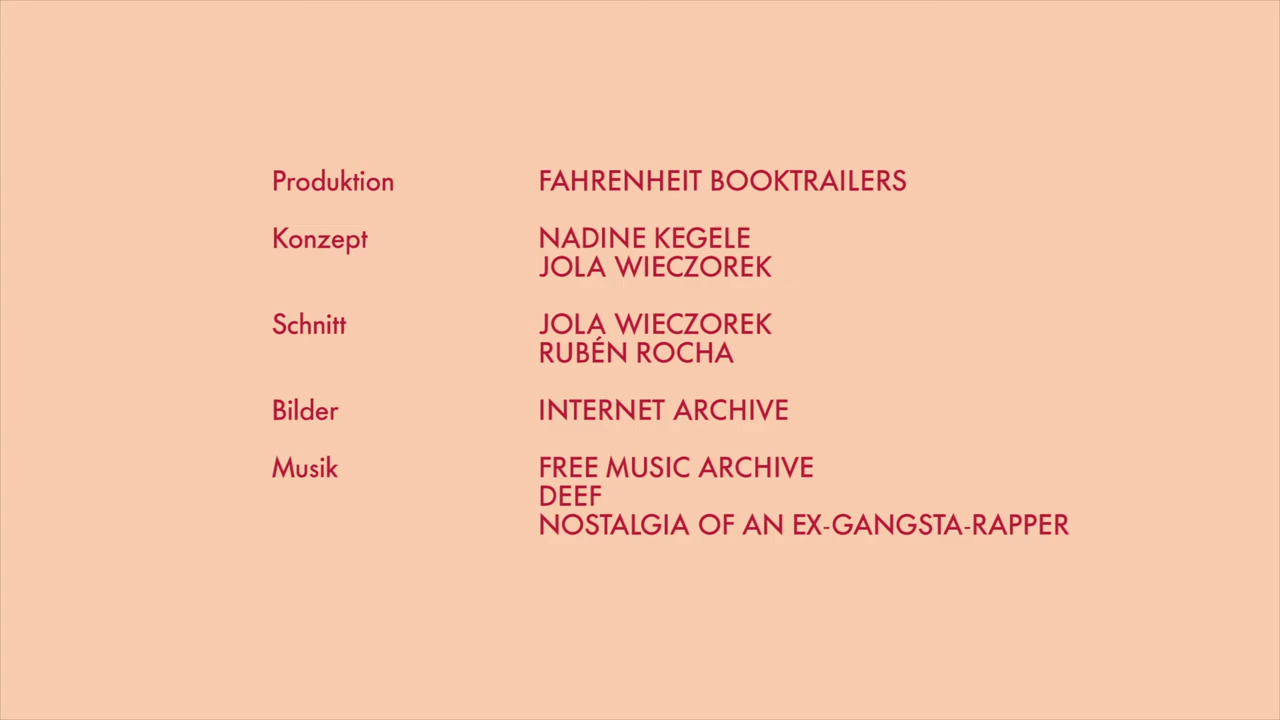 Produktion FAHRENHEIT BOOKTRAILERS
Konzept NADINE KEGELE
JOLA WIECZOREK
Schnitt JOLA WIECZOREK
RUBÉN ROCHA
Bilder INTERNET ARCHIVE
Musik FREE MUSIC ARCHIVE
DEEF
NOSTALGIA OF AN EX-GANGSTA-RAPPER